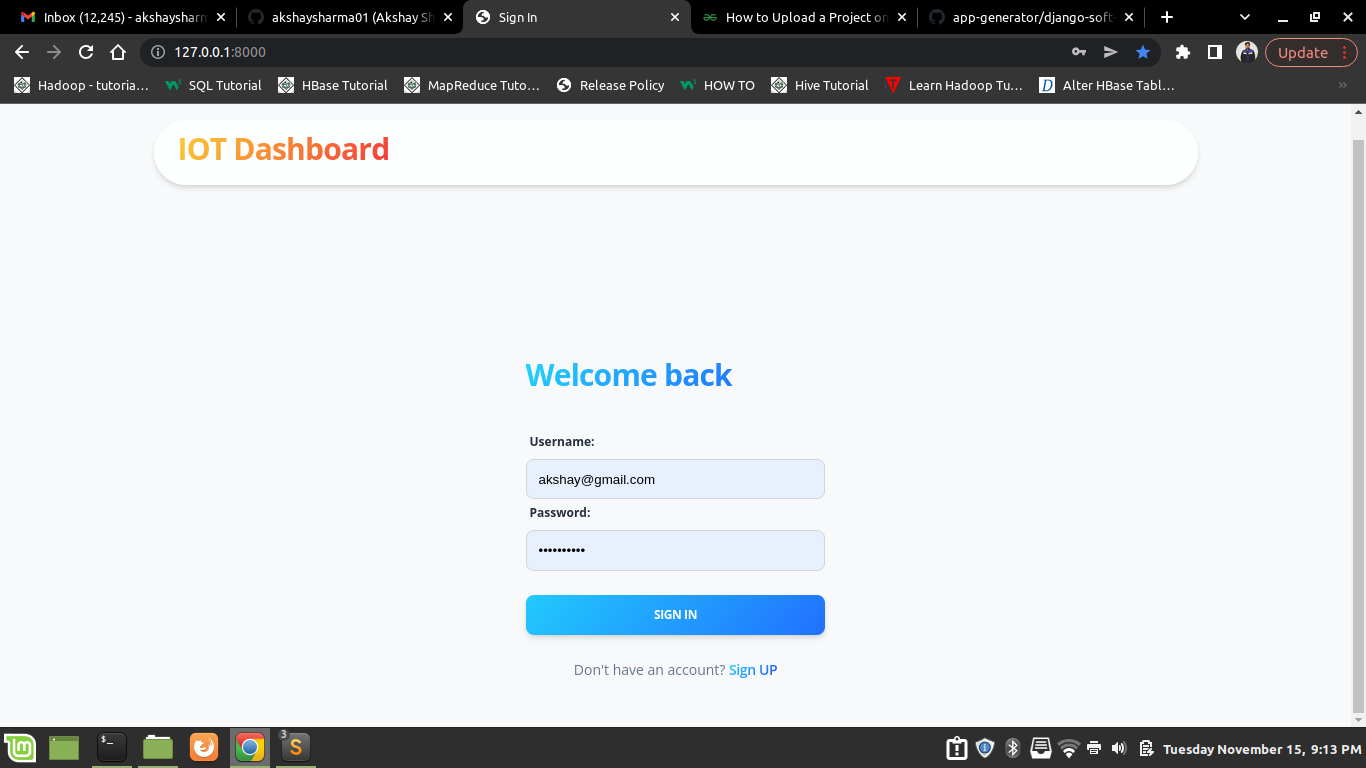 Inbox (12,245) - akshaysharm
akshaysharma01 (Akshay Sh
Sign In
How to Upload a Project on
app-generator/django-soft-
127.0.0.1:8000
Update
Hadoop - tutoria…
SQL Tutorial
HBase Tutorial
MapReduce Tuto…
Release Policy
HOW TO
Hive Tutorial
Learn Hadoop Tu…
Alter HBase Tabl…
IOT Dashboard
Welcome back
Username:
akshay@gmail.com
Password:
••••••••••
SIGN IN
Don't have an account? Sign UP
3
Tuesday November 15, 9:13 PM